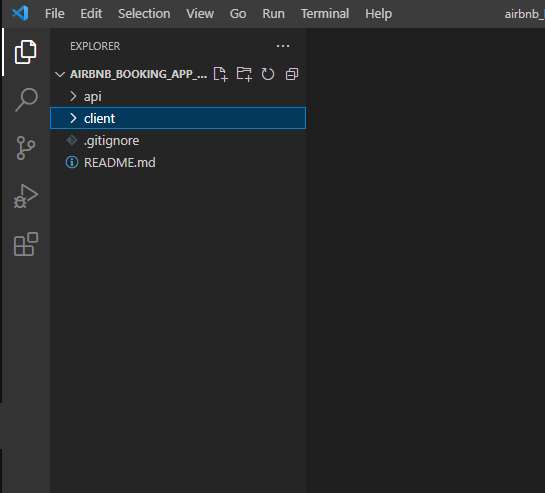 File Edit Selection View Go Run Terminal Help airbnb_
EXPLORER
AIRBNB_BOOKING_APP_...
api
client
.gitignore
README.md